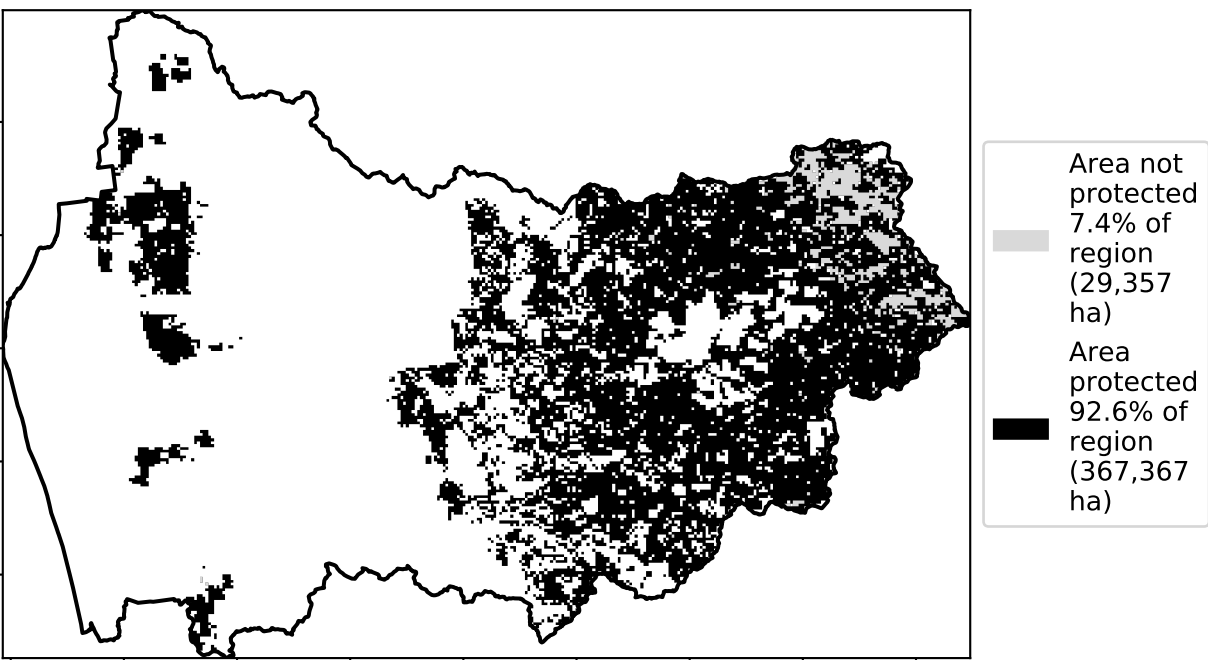 Area not
protected
7.4% of
region
(29,357
ha)
Area
protected
92.6% of
region
(367,367
ha)